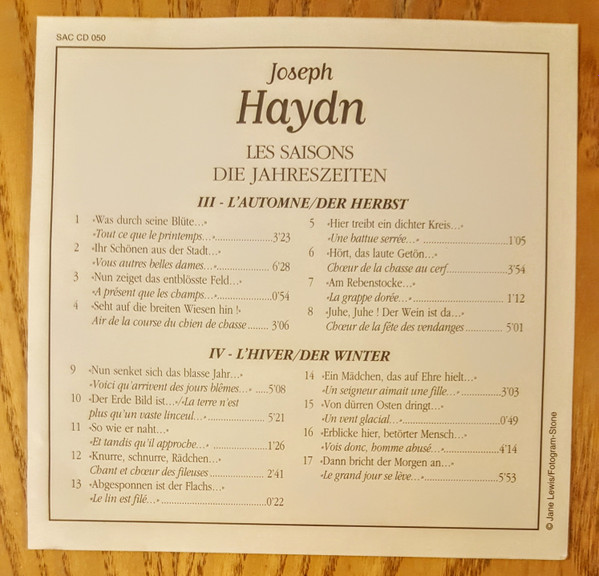 SAC CD 050
Joseph
Haydn
LES SAISONS
DIE JAHRESZEITEN
III - L'AUTOMNE/DER HERBST
1 «Was durch seine Blüte...»
«Tout ce que le printemps...»......................3'23
2 «Ihr Schönen aus der Stadt...»
«Vous autres belles dames...»..................... 6'28
3 «Nun zeiget das entblösste Feld...»
«A présent que les champs...»....................0'54
4 «Seht auf die breiten Wiesen hin !»
Air de la course du chien de chasse ....... 3'06
5 «Hier treibt ein dichter Kreis...»
«Une battue serrée...» .......................... 1'05
6 «Hört, das laute Getön...»
Chœur de la chasse au cerf...................3'54
7 «Am Rebenstocke...»
«La grappe dorée...» ............................ 1'12
8 «Juhe, Juhe ! Der Wein ist da...»
Chœur de la fête des vendanges ............ 5'01
IV - L'HIVER/DER WINTER
9 «Nun senket sich das blasse Jahr...»
«Voici qu'arrivent des jours blêmes...» .....5'08
10 «Der Erde Bild ist...»/«La terre n'est
plus qu'un vaste linceul...» ................... 5'21
11 «So wie er naht...»
«Et tandis qu'il approche...» ....................1'26
12 «Knurre, schnurre, Rädchen...»
Chant et chœur des fileuses .................. 2'41
13 «Abgesponnen ist der Flachs...»
«Le lin est filé...» ..................................0'22
14 «Ein Mädchen, das auf Ehre hielt...»
«Un seigneur aimait une fille...» .............3'03
15 «Von dürren Osten dringt...»
«Un vent glacial...» ...............................0'49
16 «Erblicke hier, betörter Mensch...»
«Vois donc, homme abusé...» ................4'14
17 «Dann bricht der Morgen an...»
«Le grand jour se lève...» .......................5'53
© Jane Lewis/Fotogram-Stone